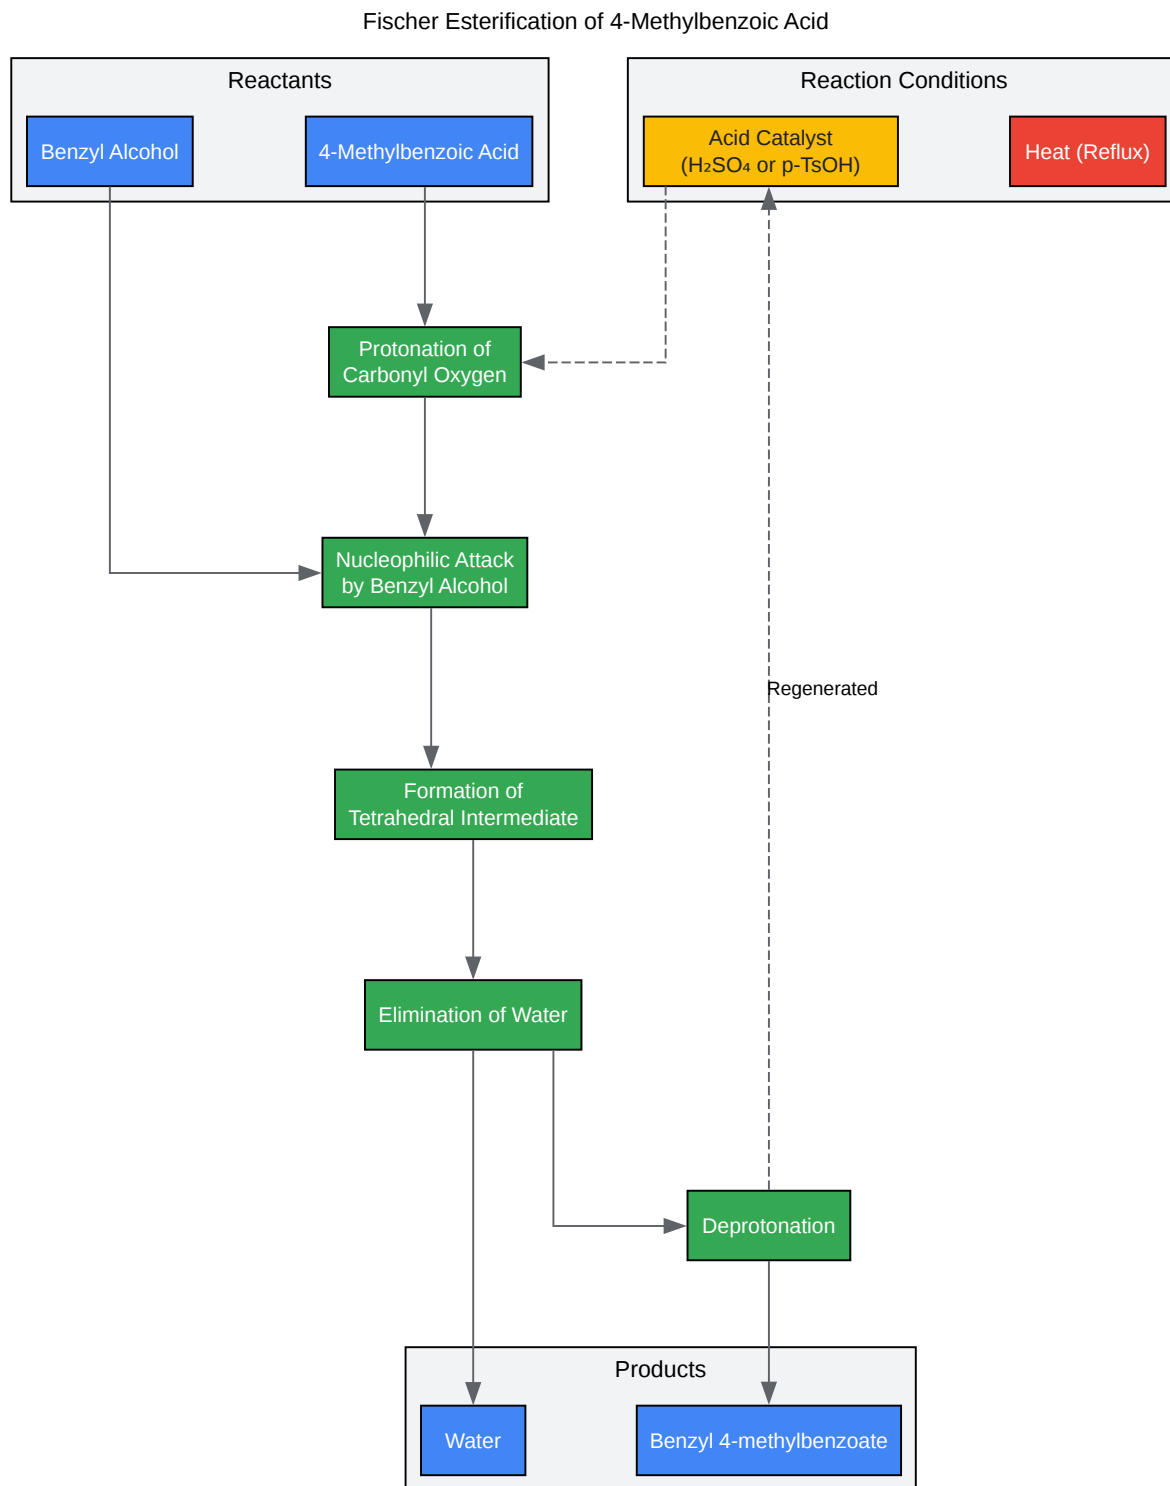 Fischer Esterification of 4-Methylbenzoic Acid
Reactants
Reaction Conditions
Benzyl Alcohol
4-Methylbenzoic Acid
Acid Catalyst
(H₂SO₄ or p-TsOH)
Heat (Reflux)
Protonation of
Carbonyl Oxygen
Nucleophilic Attack
by Benzyl Alcohol
Regenerated
Formation of
Tetrahedral Intermediate
Elimination of Water
Deprotonation
Products
Water
Benzyl 4-methylbenzoate